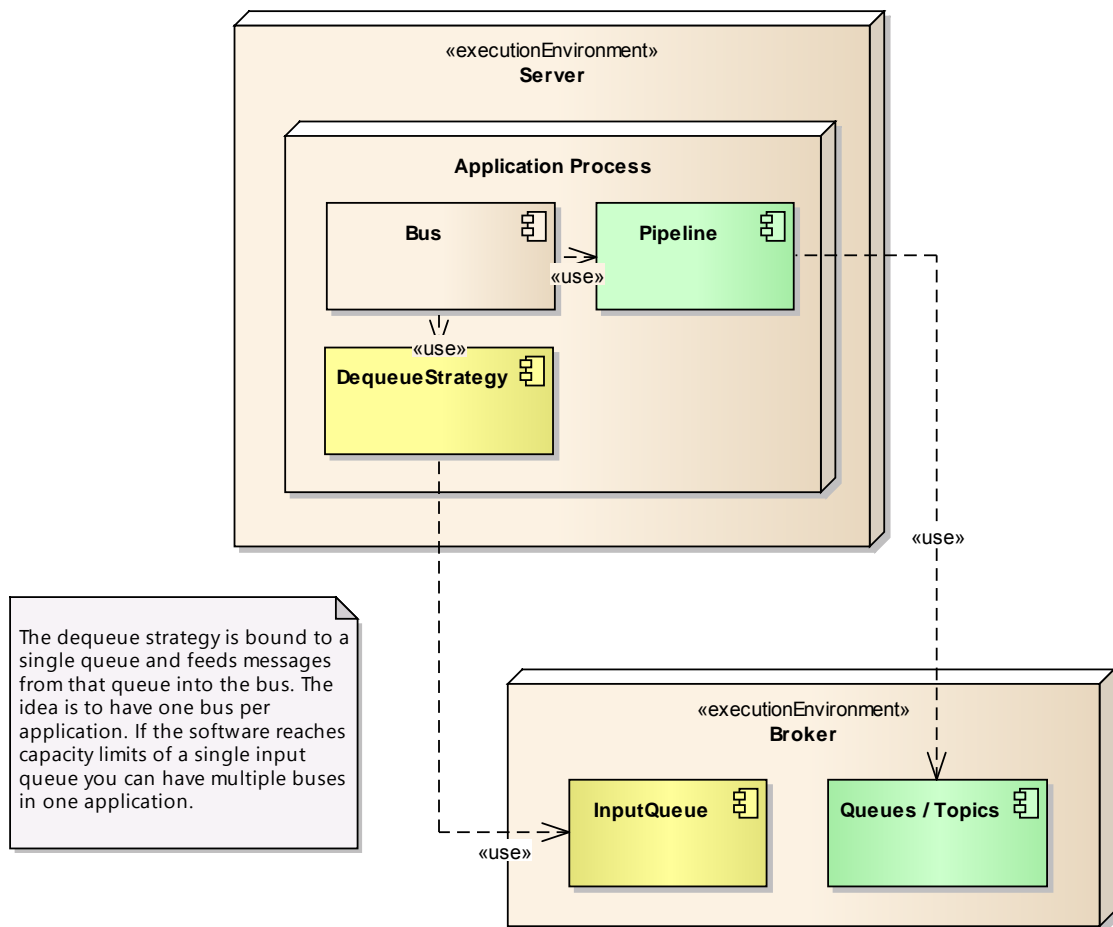 «executionEnvironment»
Server
Application Process
Bus
Pipeline
«use»
«use»
DequeueStrategy
«use»
The dequeue strategy is bound to a
single queue and feeds messages
from that queue into the bus. The
idea is to have one bus per
application. If the software reaches
capacity limits of a single input
queue you can have multiple buses
in one application.
«executionEnvironment»
Broker
InputQueue
Queues / Topics
«use»